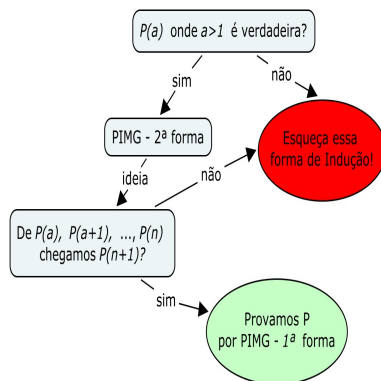 P(a) onde a>1 é verdadeira?
sim
não
PIMG - 2ª forma
Esqueça essa
forma de Indução!
ideia
não
De P(a), P(a+1), ..., P(n)
chegamos P(n+1)?
sim
Provamos P
por PIMG - 1ª forma